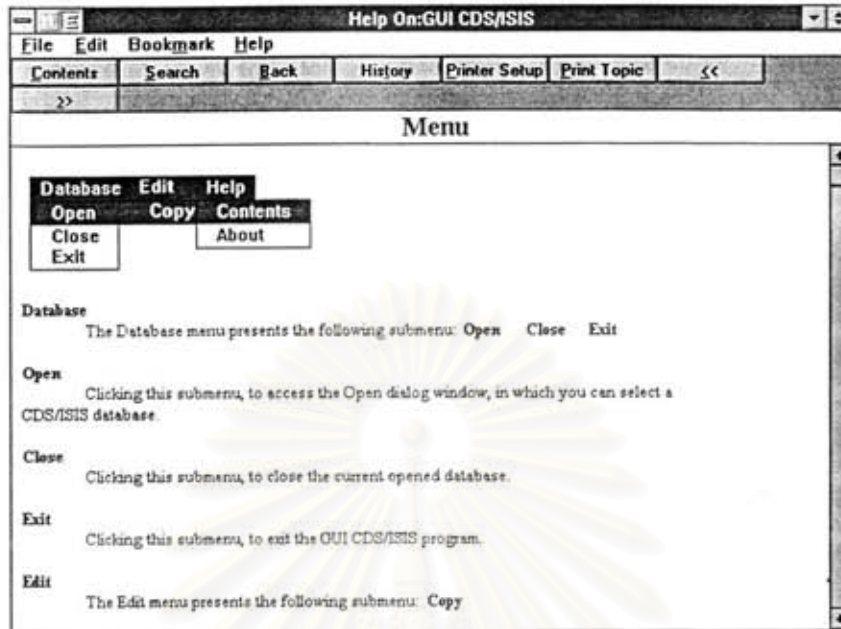 Help On:GUI CDS/ISIS
File Edit Bookmark Help
Contents Search Back History Printer Setup Print Topic <<
>>
Menu
Database Edit Help
Open Copy Contents
Close About
Exit
Database
The Database menu presents the following submenu: Open Close Exit
Open
Clicking this submenu, to access the Open dialog window, in which you can select a
CDS/ISIS database.
Close
Clicking this submenu, to close the current opened database.
Exit
Clicking this submenu, to exit the GUI CDS/ISIS program.
Edit
The Edit menu presents the following submenu: Copy